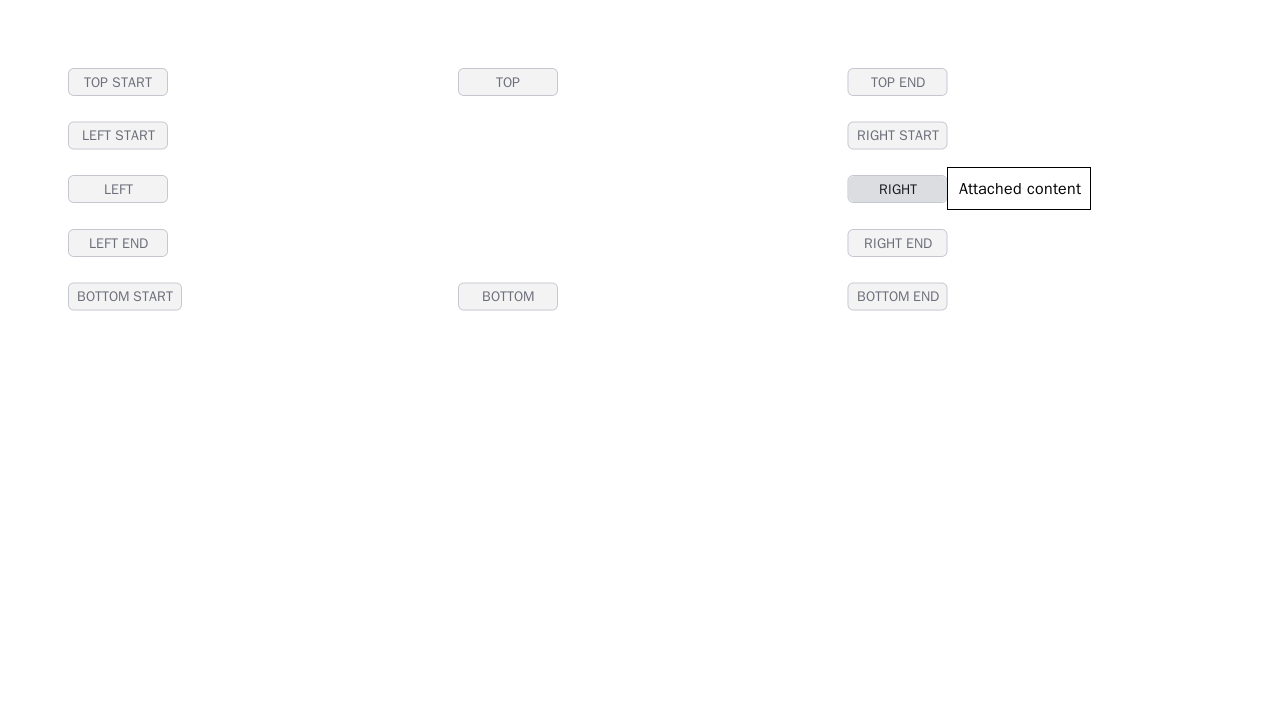 TOP START
TOP
TOP END
LEFT START
RIGHT START
LEFT
RIGHT
Attached content
LEFT END
RIGHT END
BOTTOM START
BOTTOM
BOTTOM END